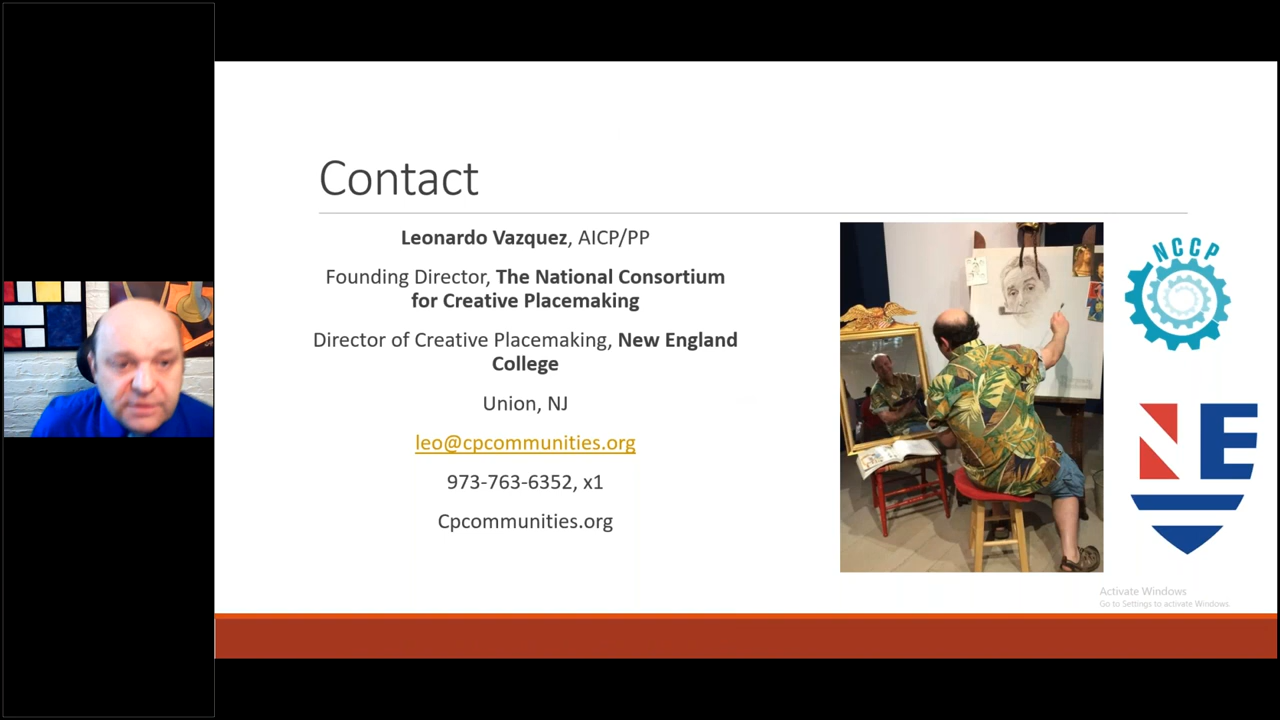 Contact
Leonardo Vazquez, AICP/PP
Founding Director, The National Consortium
for Creative Placemaking
Director of Creative Placemaking, New England
College
Union, NJ
leo@cpcommunities.org
973-763-6352, x1
Cpcommunities.org
NCCP
NE
Activate Windows
Go to Settings to activate Windows.